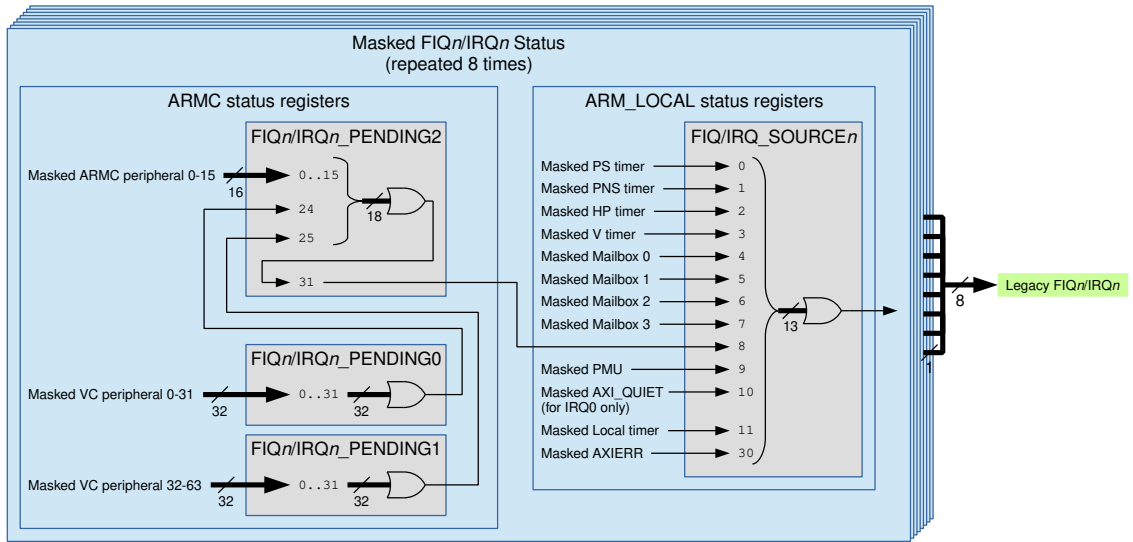 Masked FIQn/IRQn Status
(repeated 8 times)
ARMC status registers
FIQn/IRQn_PENDING2
Masked ARMC peripheral 0-15
16
0..15
24
25
18
31
FIQn/IRQn_PENDING0
Masked VC peripheral 0-31
32
0..31
32
FIQn/IRQn_PENDING1
Masked VC peripheral 32-63
32
0..31
32
ARM_LOCAL status registers
FIQ/IRQ_SOURCEn
Masked PS timer
0
Masked PNS timer
1
Masked HP timer
2
Masked V timer
3
Masked Mailbox 0
4
Masked Mailbox 1
5
Masked Mailbox 2
6
Masked Mailbox 3
7
8
Masked PMU
9
Masked AXI_QUIET
(for IRQ0 only)
10
Masked Local timer
11
Masked AXIERR
30
13
1
8
Legacy FIQn/IRQn